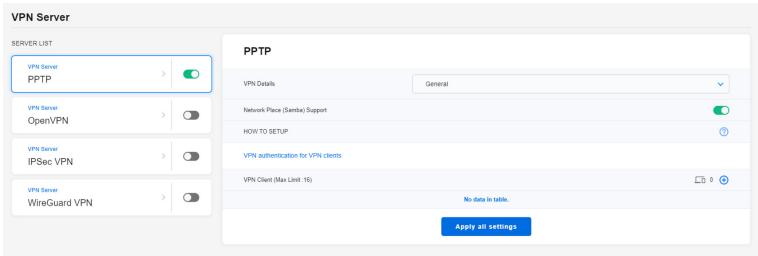 VPN Server
SERVER LIST
VPN Server
PPTP
VPN Server
OpenVPN
VPN Server
IPSec VPN
VPN Server
WireGuard VPN
PPTP
VPN Details
General
Network Place (Samba) Support
HOW TO SETUP
VPN authentication for VPN clients
VPN Client (Max Limit :16)
0
No data in table.
Apply all settings